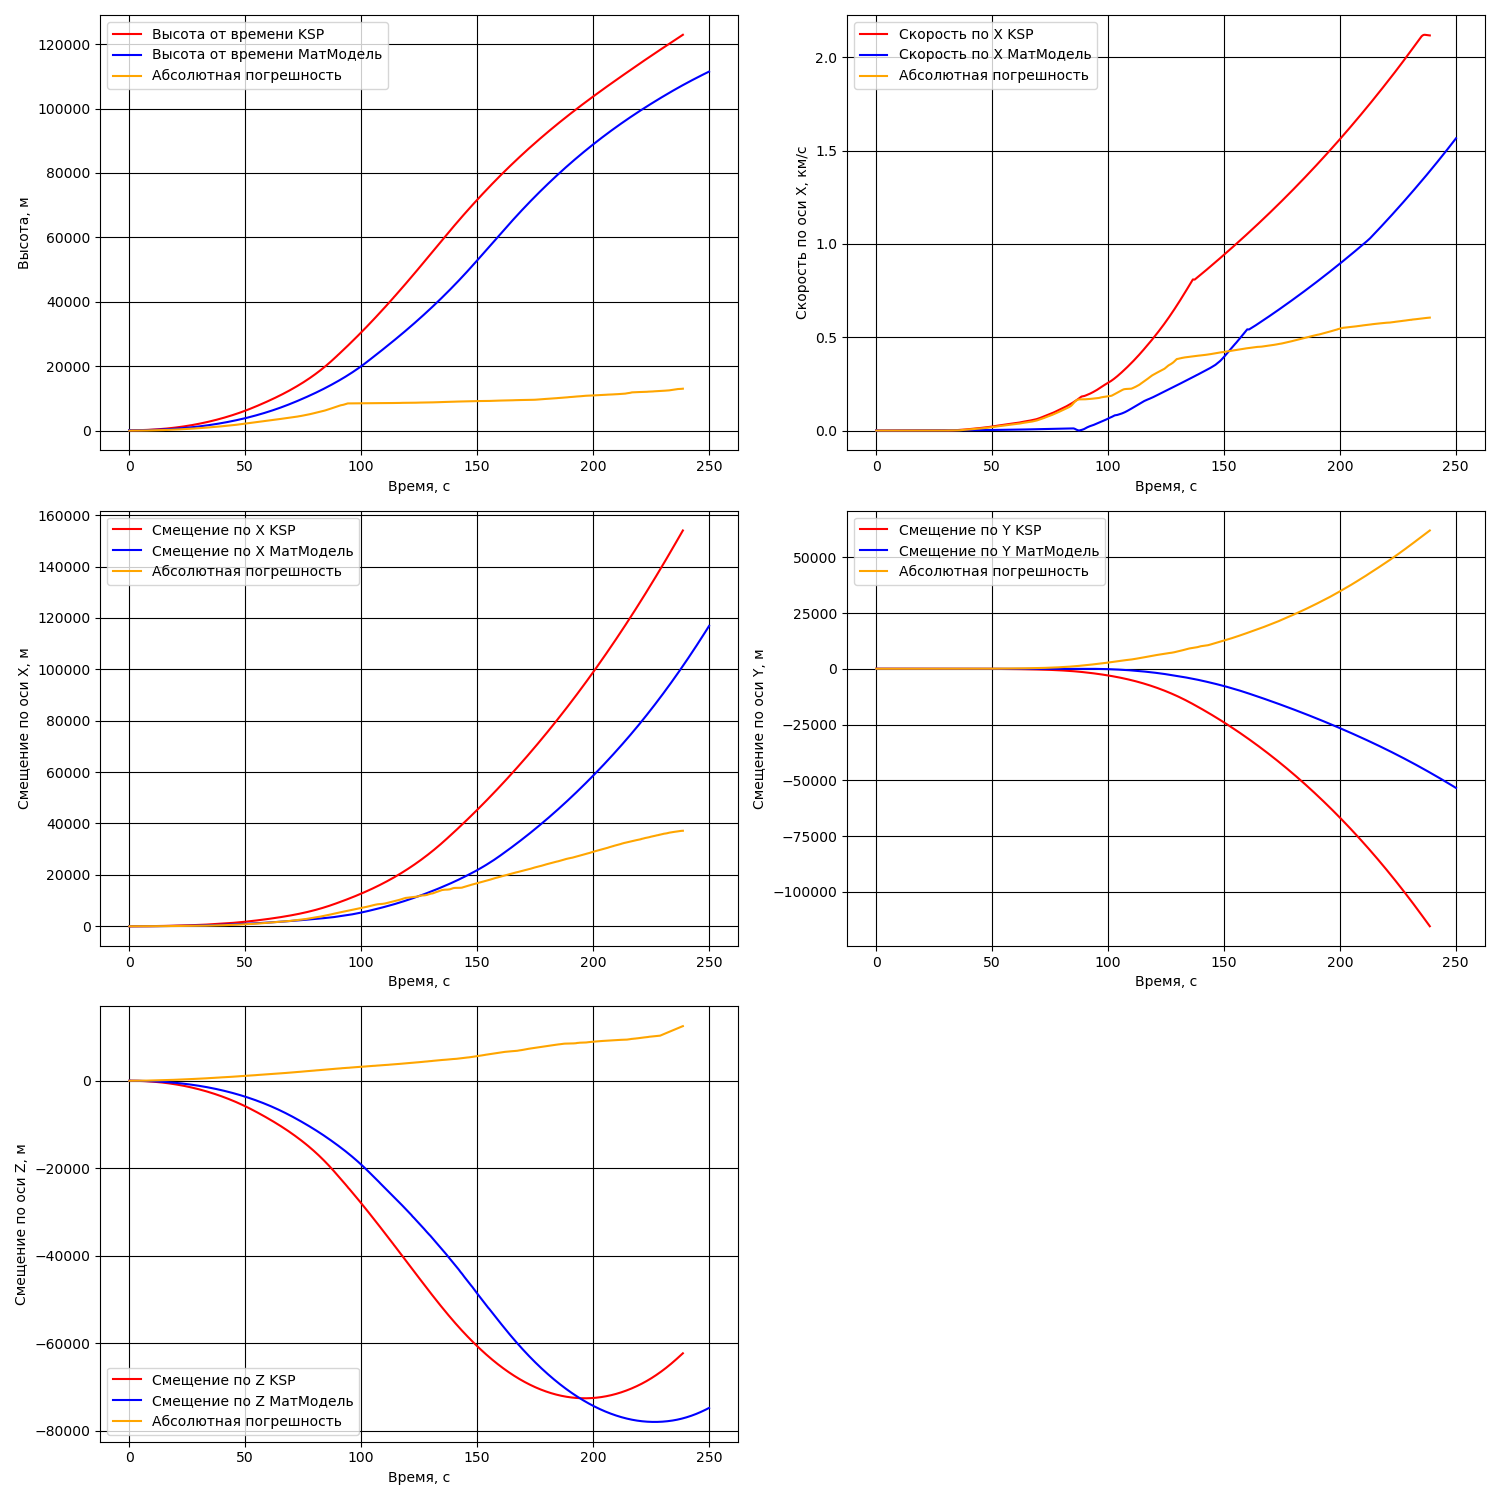 Высота от времени KSP
Высота от времени МатМодель
Абсолютная погрешность
120000
100000
80000
60000
40000
20000
0
Высота, м
0 50 100 150 200 250
Время, с
Скорость по X KSP
Скорость по X МатМодель
Абсолютная погрешность
2.0
1.5
1.0
0.5
0.0
Скорость по оси X, км/с
0 50 100 150 200 250
Время, с
Смещение по X KSP
Смещение по X МатМодель
Абсолютная погрешность
160000
140000
120000
100000
80000
60000
40000
20000
0
Смещение по оси X, м
0 50 100 150 200 250
Время, с
Смещение по Y KSP
Смещение по Y МатМодель
Абсолютная погрешность
50000
25000
0
−25000
−50000
−75000
−100000
Смещение по оси Y, м
0 50 100 150 200 250
Время, с
0
−20000
−40000
−60000
−80000
Смещение по оси Z, м
Смещение по Z KSP
Смещение по Z МатМодель
Абсолютная погрешность
0 50 100 150 200 250
Время, с